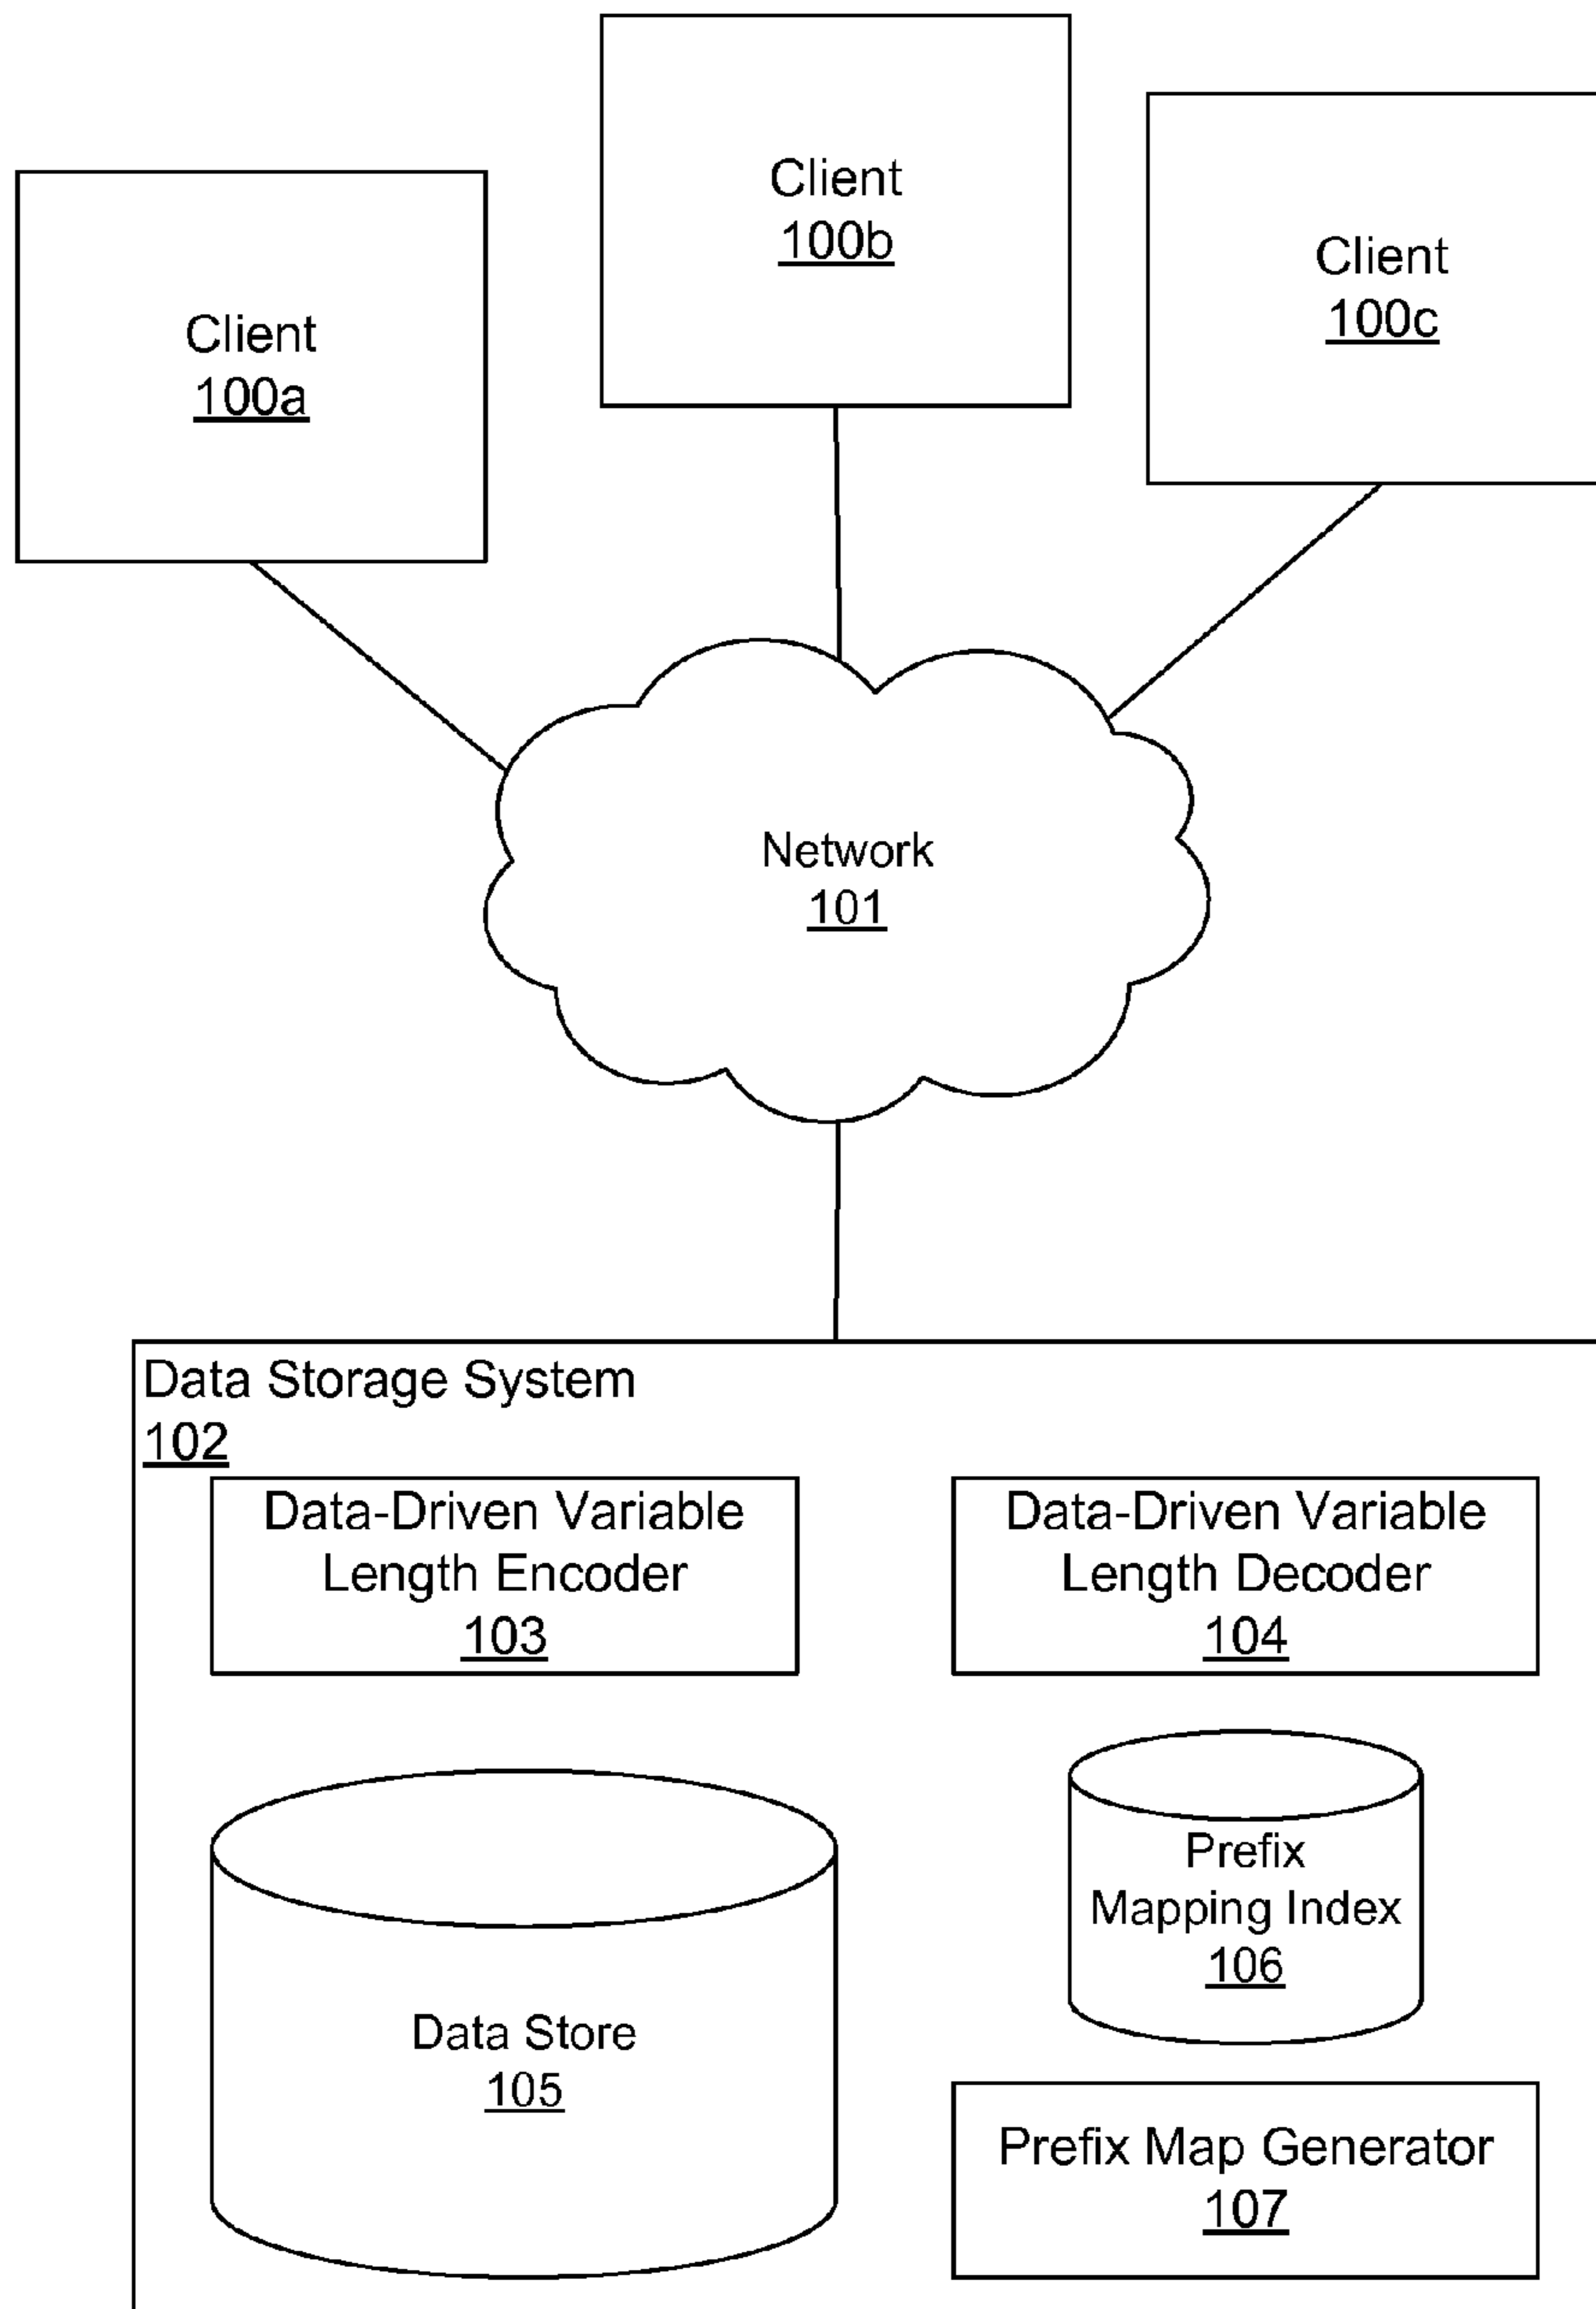 Client
100a
Client
100b
Client
100c
Network
101
Data Storage System
102
Data-Driven Variable
Length Encoder
103
Data-Driven Variable
Length Decoder
104
Data Store
105
Prefix
Mapping Index
106
Prefix Map Generator
107